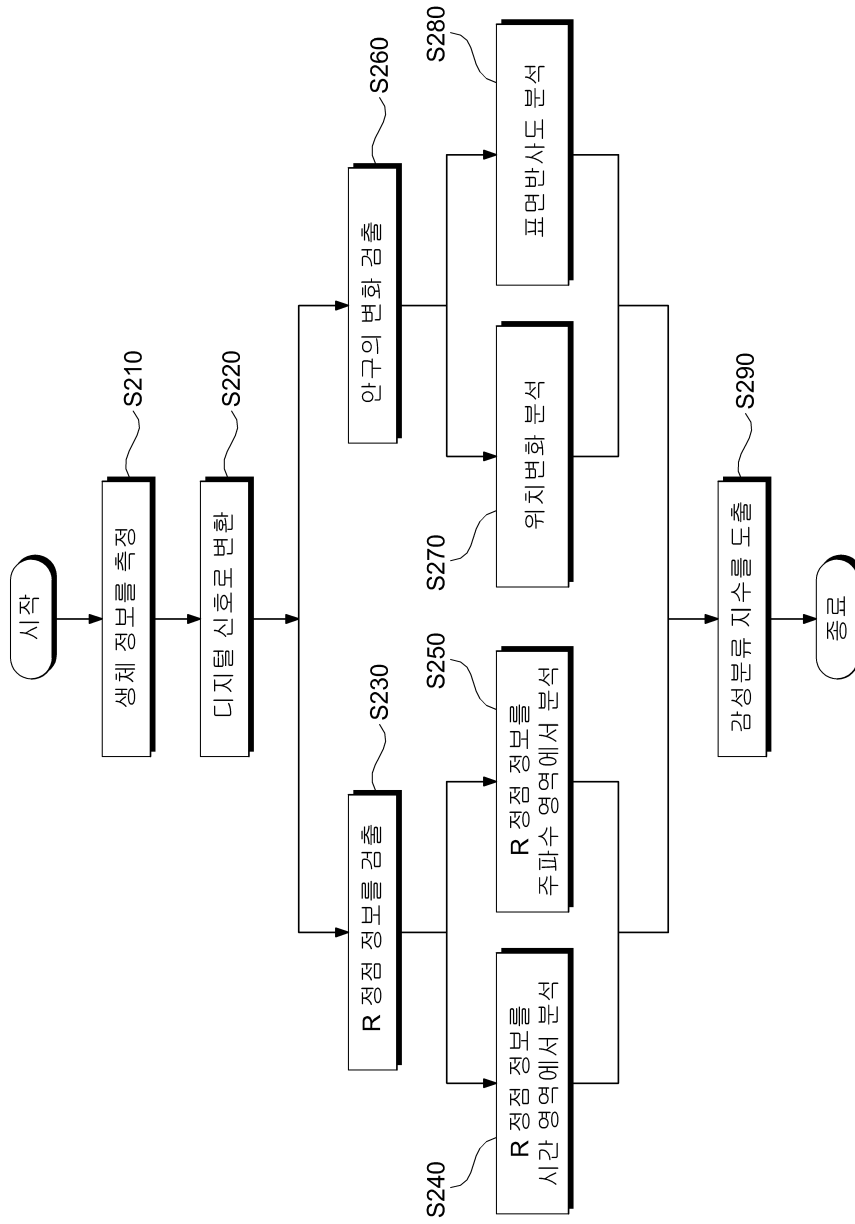 시작
생체 정보를 측정
S210
디지털 신호로 변환
S220
R 정점 정보를 검출
S230
안구의 변화 검출
S260
S240
R 정점 정보를
시간 영역에서 분석
R 정점 정보를
주파수 영역에서 분석
S250
S270
위치변화 분석
표면반사도 분석
S280
감성분류 지수를 도출
S290
종료